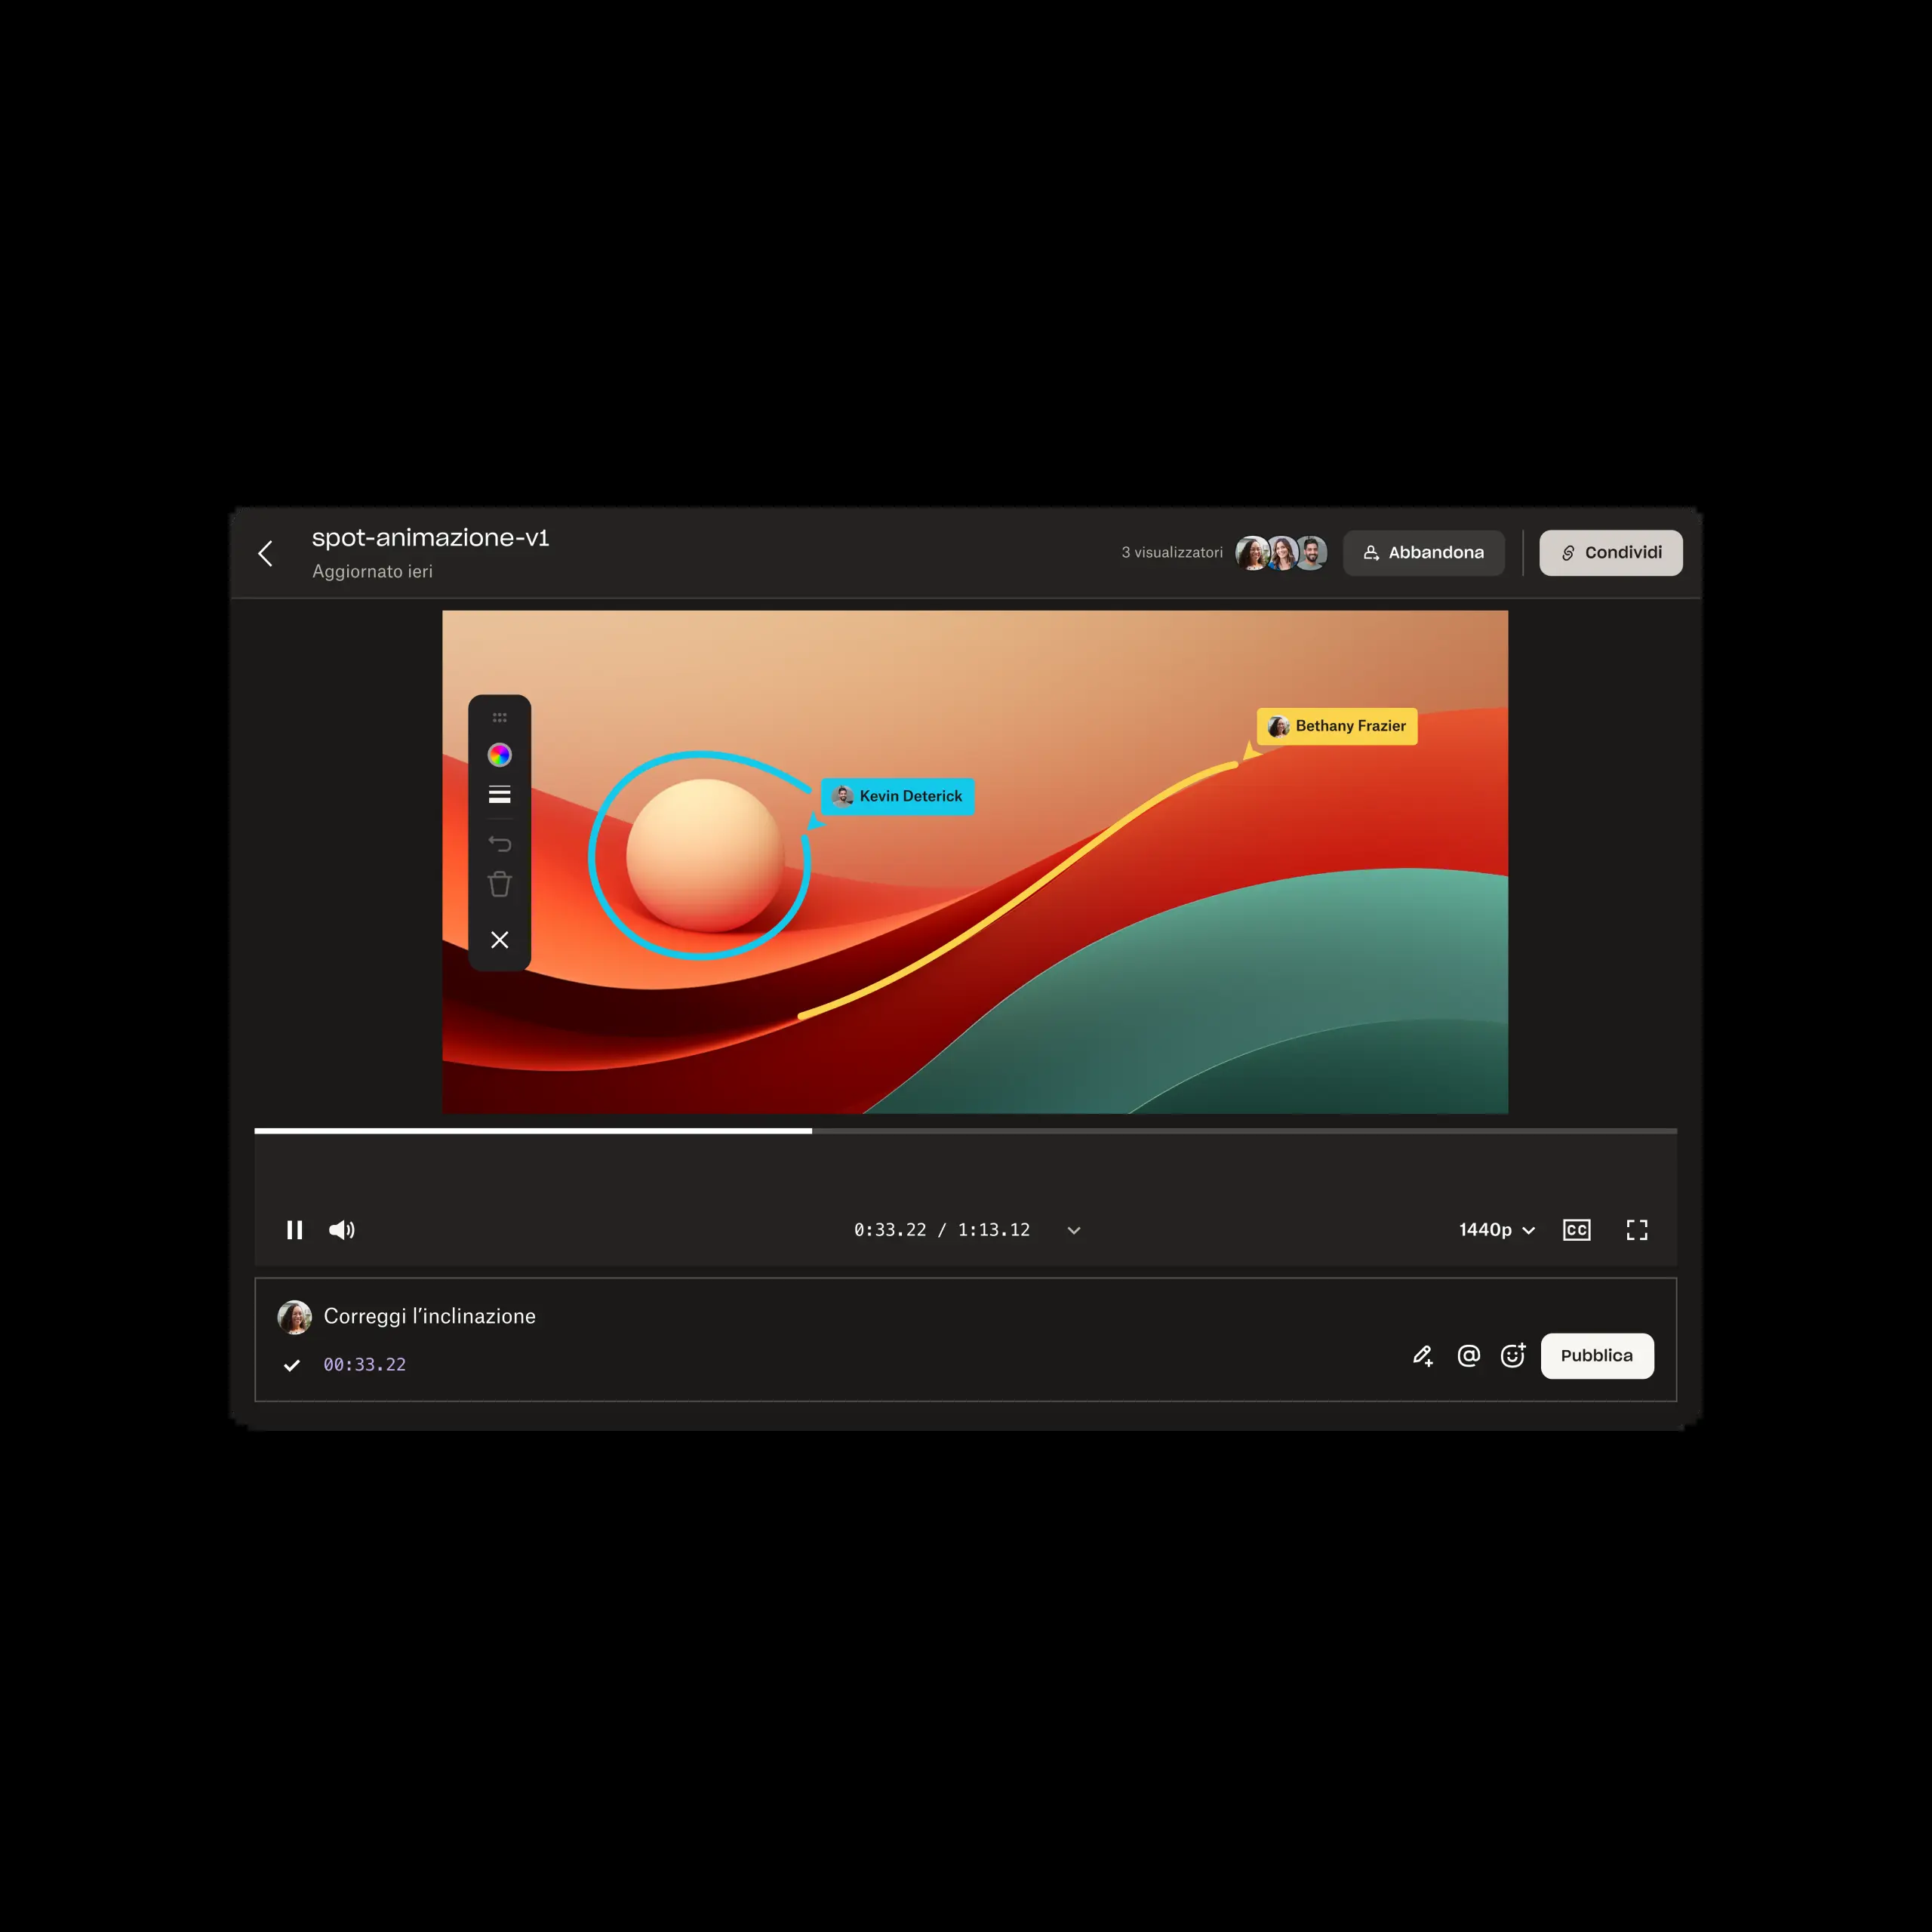 spot-animazione-v1
Aggiornato ieri
3 visualizzatori
Abbandona
Condividi
Bethany Frazier
Kevin Deterick
0:33.22 / 1:13.12
1440p
CC
Correggi l’inclinazione
00:33.22
@
Pubblica